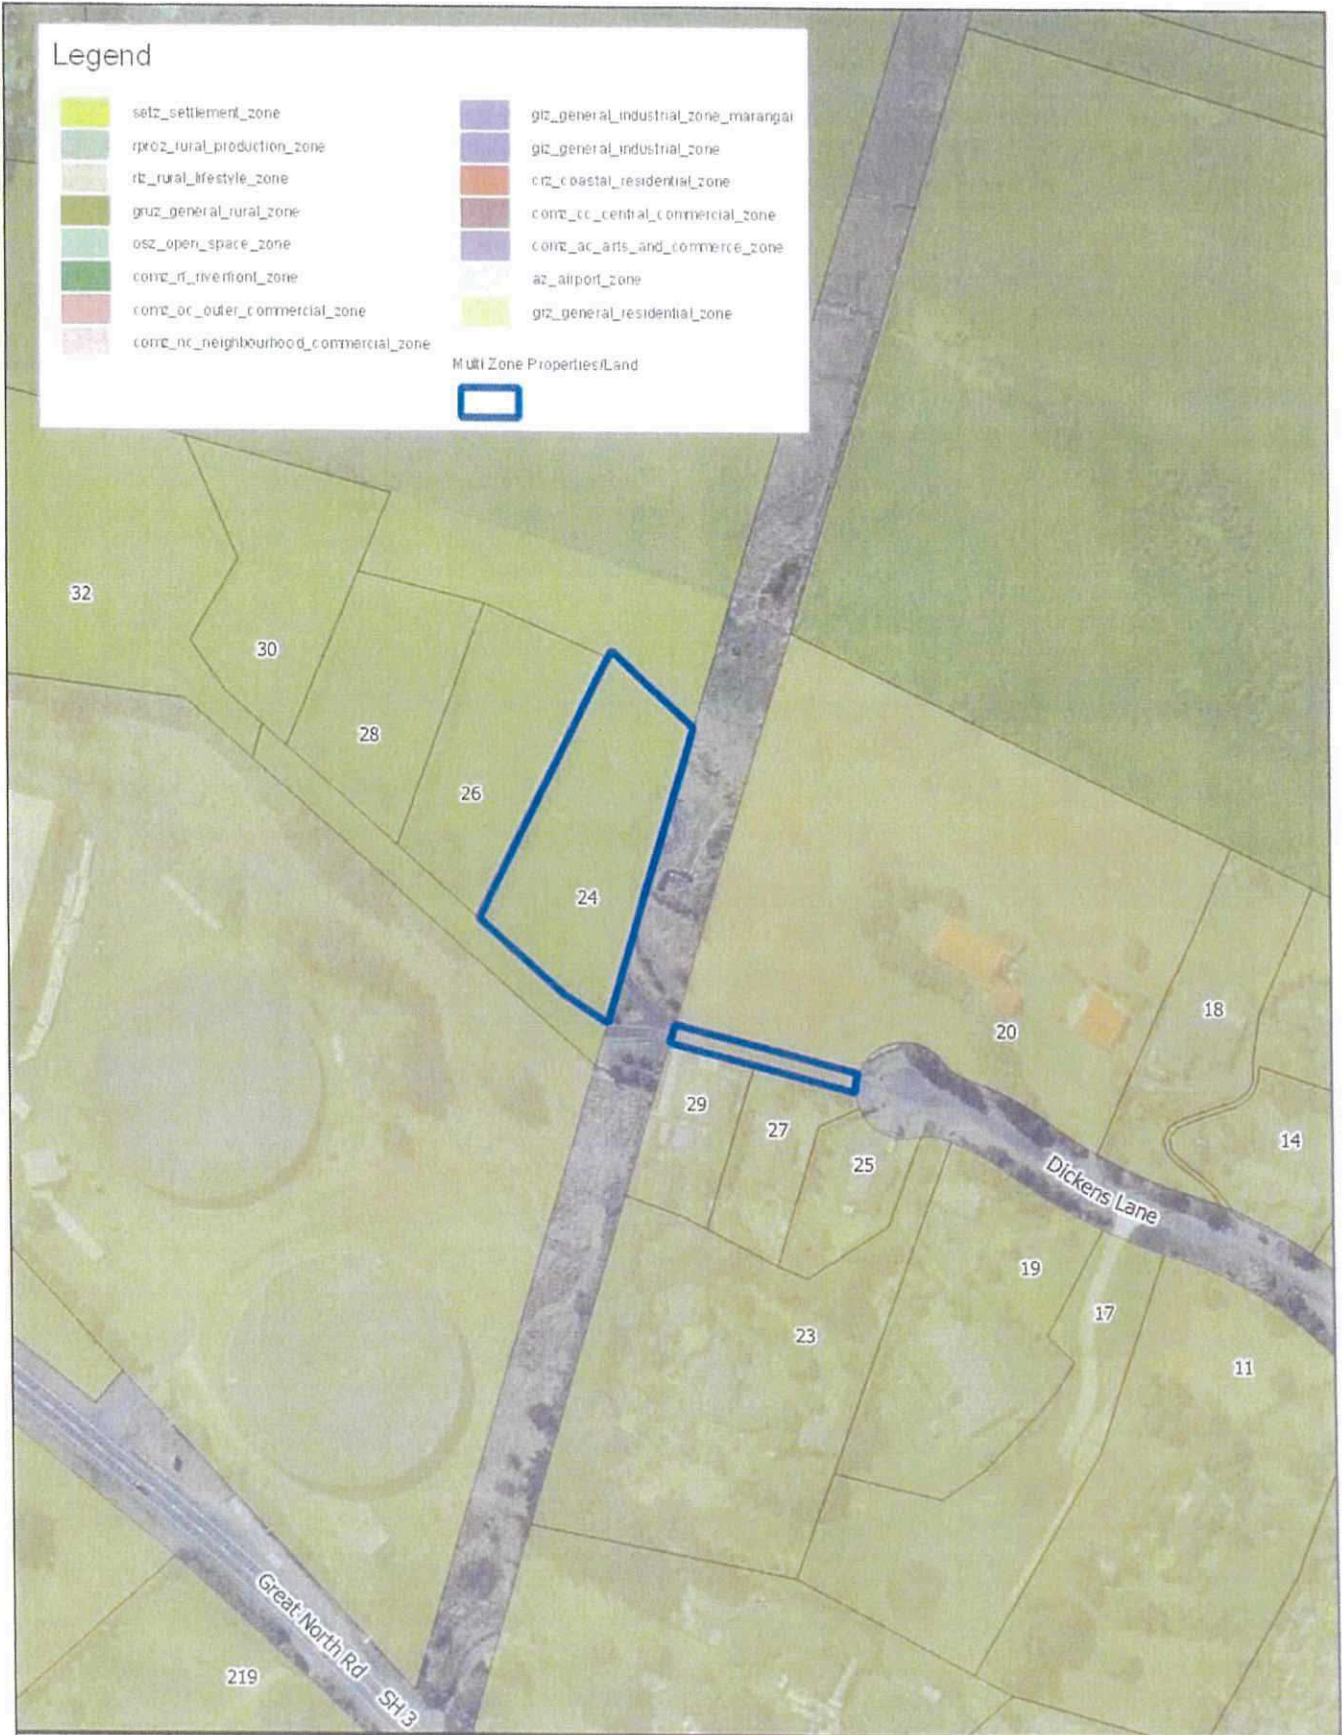 Legend
setz_settlement_zone
rproz_rural_production_zone
rlz_rural_lifestyle_zone
gruz_general_rural_zone
osz_open_space_zone
comz_rf_riverfront_zone
comz_oc_outer_commercial_zone
comz_nc_neighbourhood_commercial_zone
giz_general_industrial_zone_marangai
giz_general_industrial_zone
crz_coastal_residential_zone
comz_cc_central_commercial_zone
comz_ac_arts_and_commerce_zone
az_airport_zone
grz_general_residential_zone
Multi Zone Properties/Land
32
30
28
26
24
18
20
29
27
25
14
Dickens Lane
19
17
23
11
Great North Rd SH 3
219